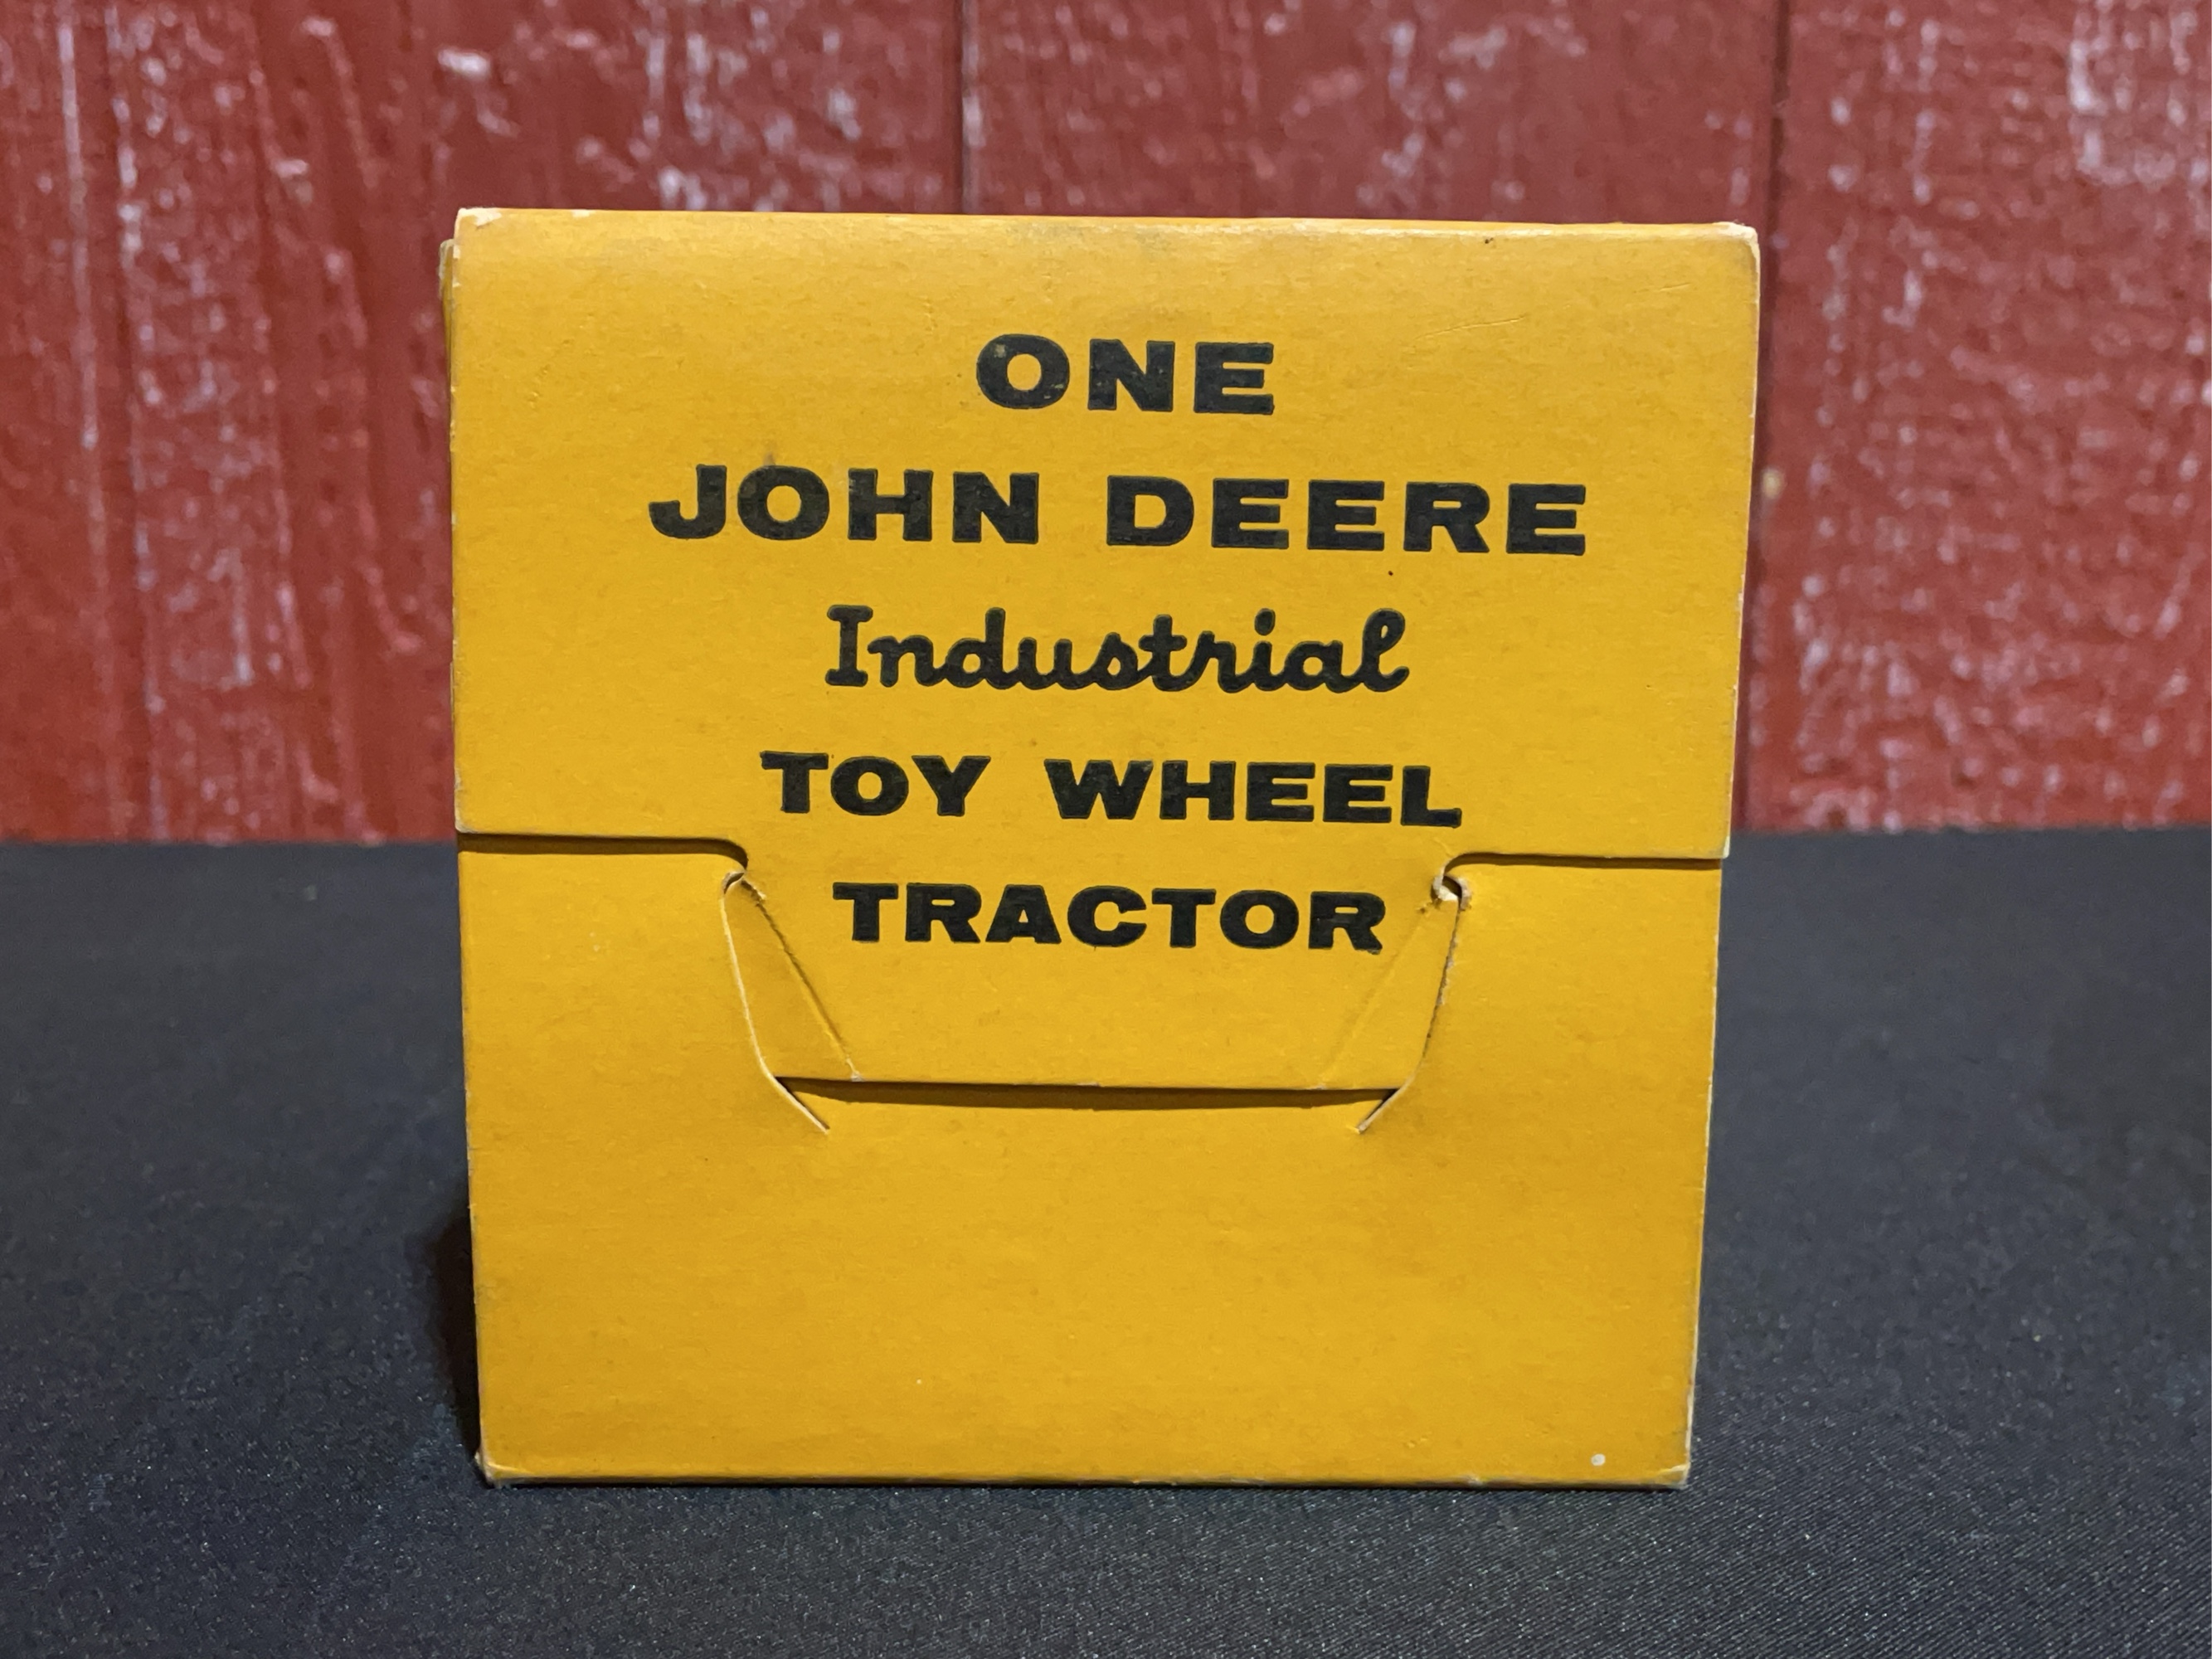 ONE
JOHN DEERE
Industrial
TOY WHEEL
TRACTOR